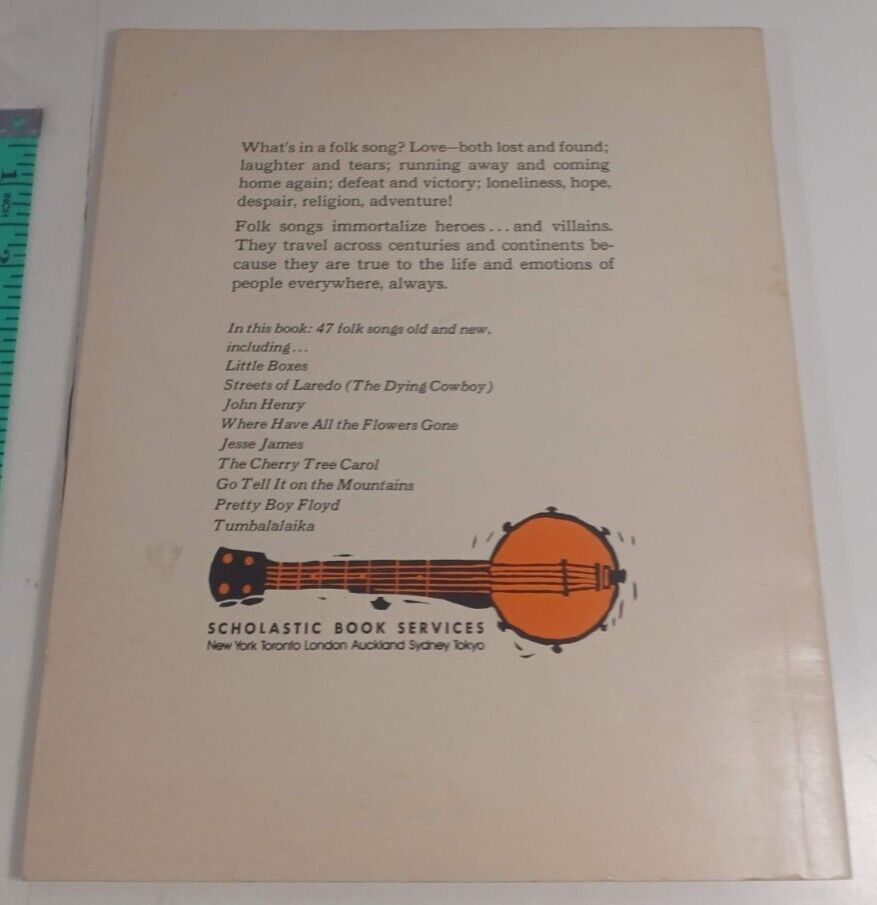 What's in a folk song? Love—both lost and found;
laughter and tears; running away and coming
home again; defeat and victory; loneliness, hope,
despair, religion, adventure!
Folk songs immortalize heroes...and villains.
They travel across centuries and continents be-
cause they are true to the life and emotions of
people everywhere, always.
In this book: 47 folk songs old and new.
including...
Little Boxes
Streets of Laredo (The Dying Cowboy)
John Henry
Where Have All the Flowers Gone
Jesse James
The Cherry Tree Carol
Go Tell It on the Mountains
Pretty Boy Floyd
Tumbalalaika
SCHOLASTIC BOOK SERVICES
New York Toronto London Auckland Sydney Tokyo
1
INCH
2